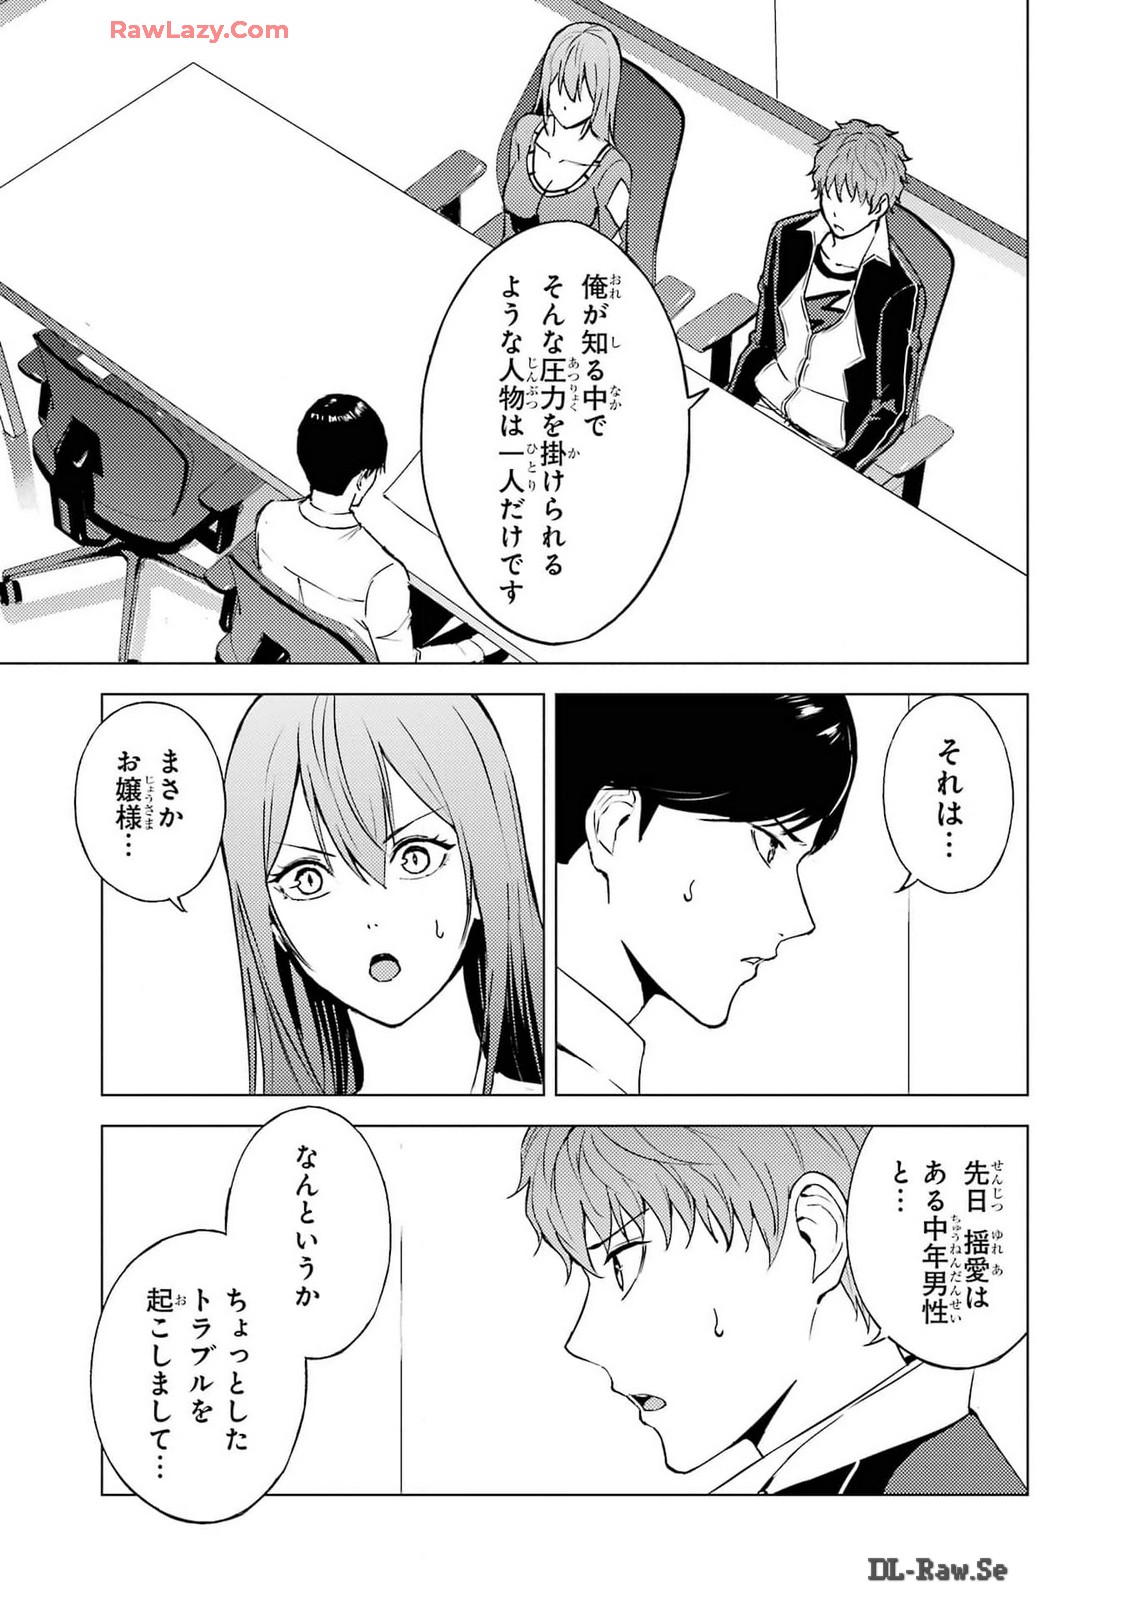 RawLazy.Com
俺が知る中で
そんな圧力を掛けられる
ような人物は一人だけです
それは…
まさか
お嬢様…
先日 揺愛は
ある中年男性
と…
なんというか
ちょっとした
トラブルを
起こしまして…
DL-Raw.Se